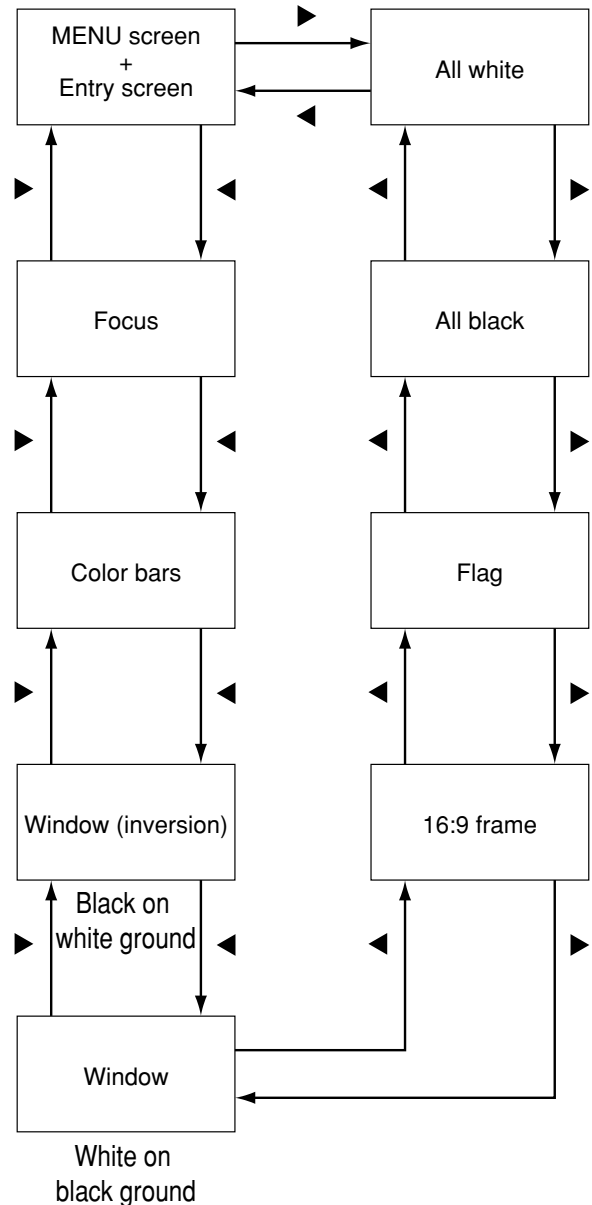 MENU screen
+
Entry screen
All white
Focus
All black
Color bars
Flag
Window (inversion)
16:9 frame
Black on
white ground
Window
White on
black ground